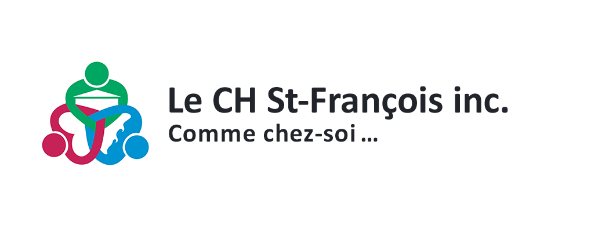 Le CH St-François inc.
Comme chez-soi ...